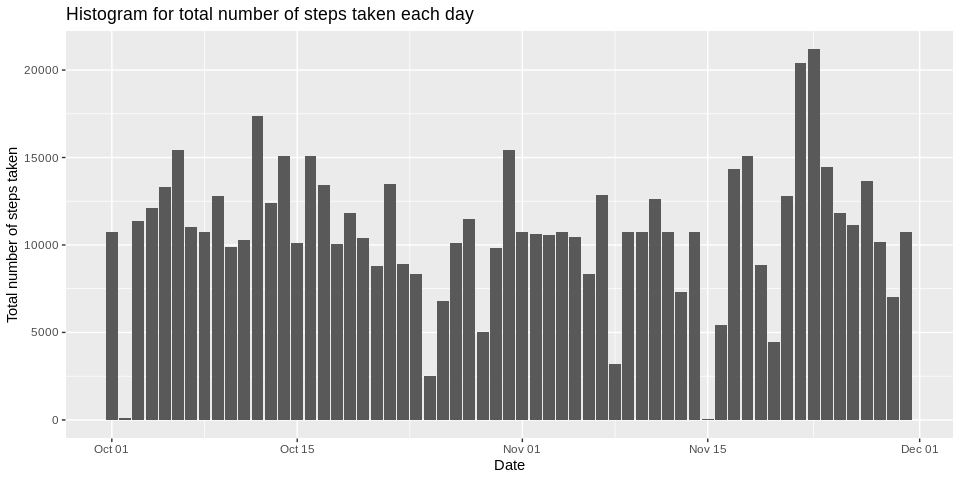 Histogram for total number of steps taken each day
Total number of steps taken
20000
15000
10000
5000
0
Oct 01 Oct 15 Nov 01 Nov 15 Dec 01
Date